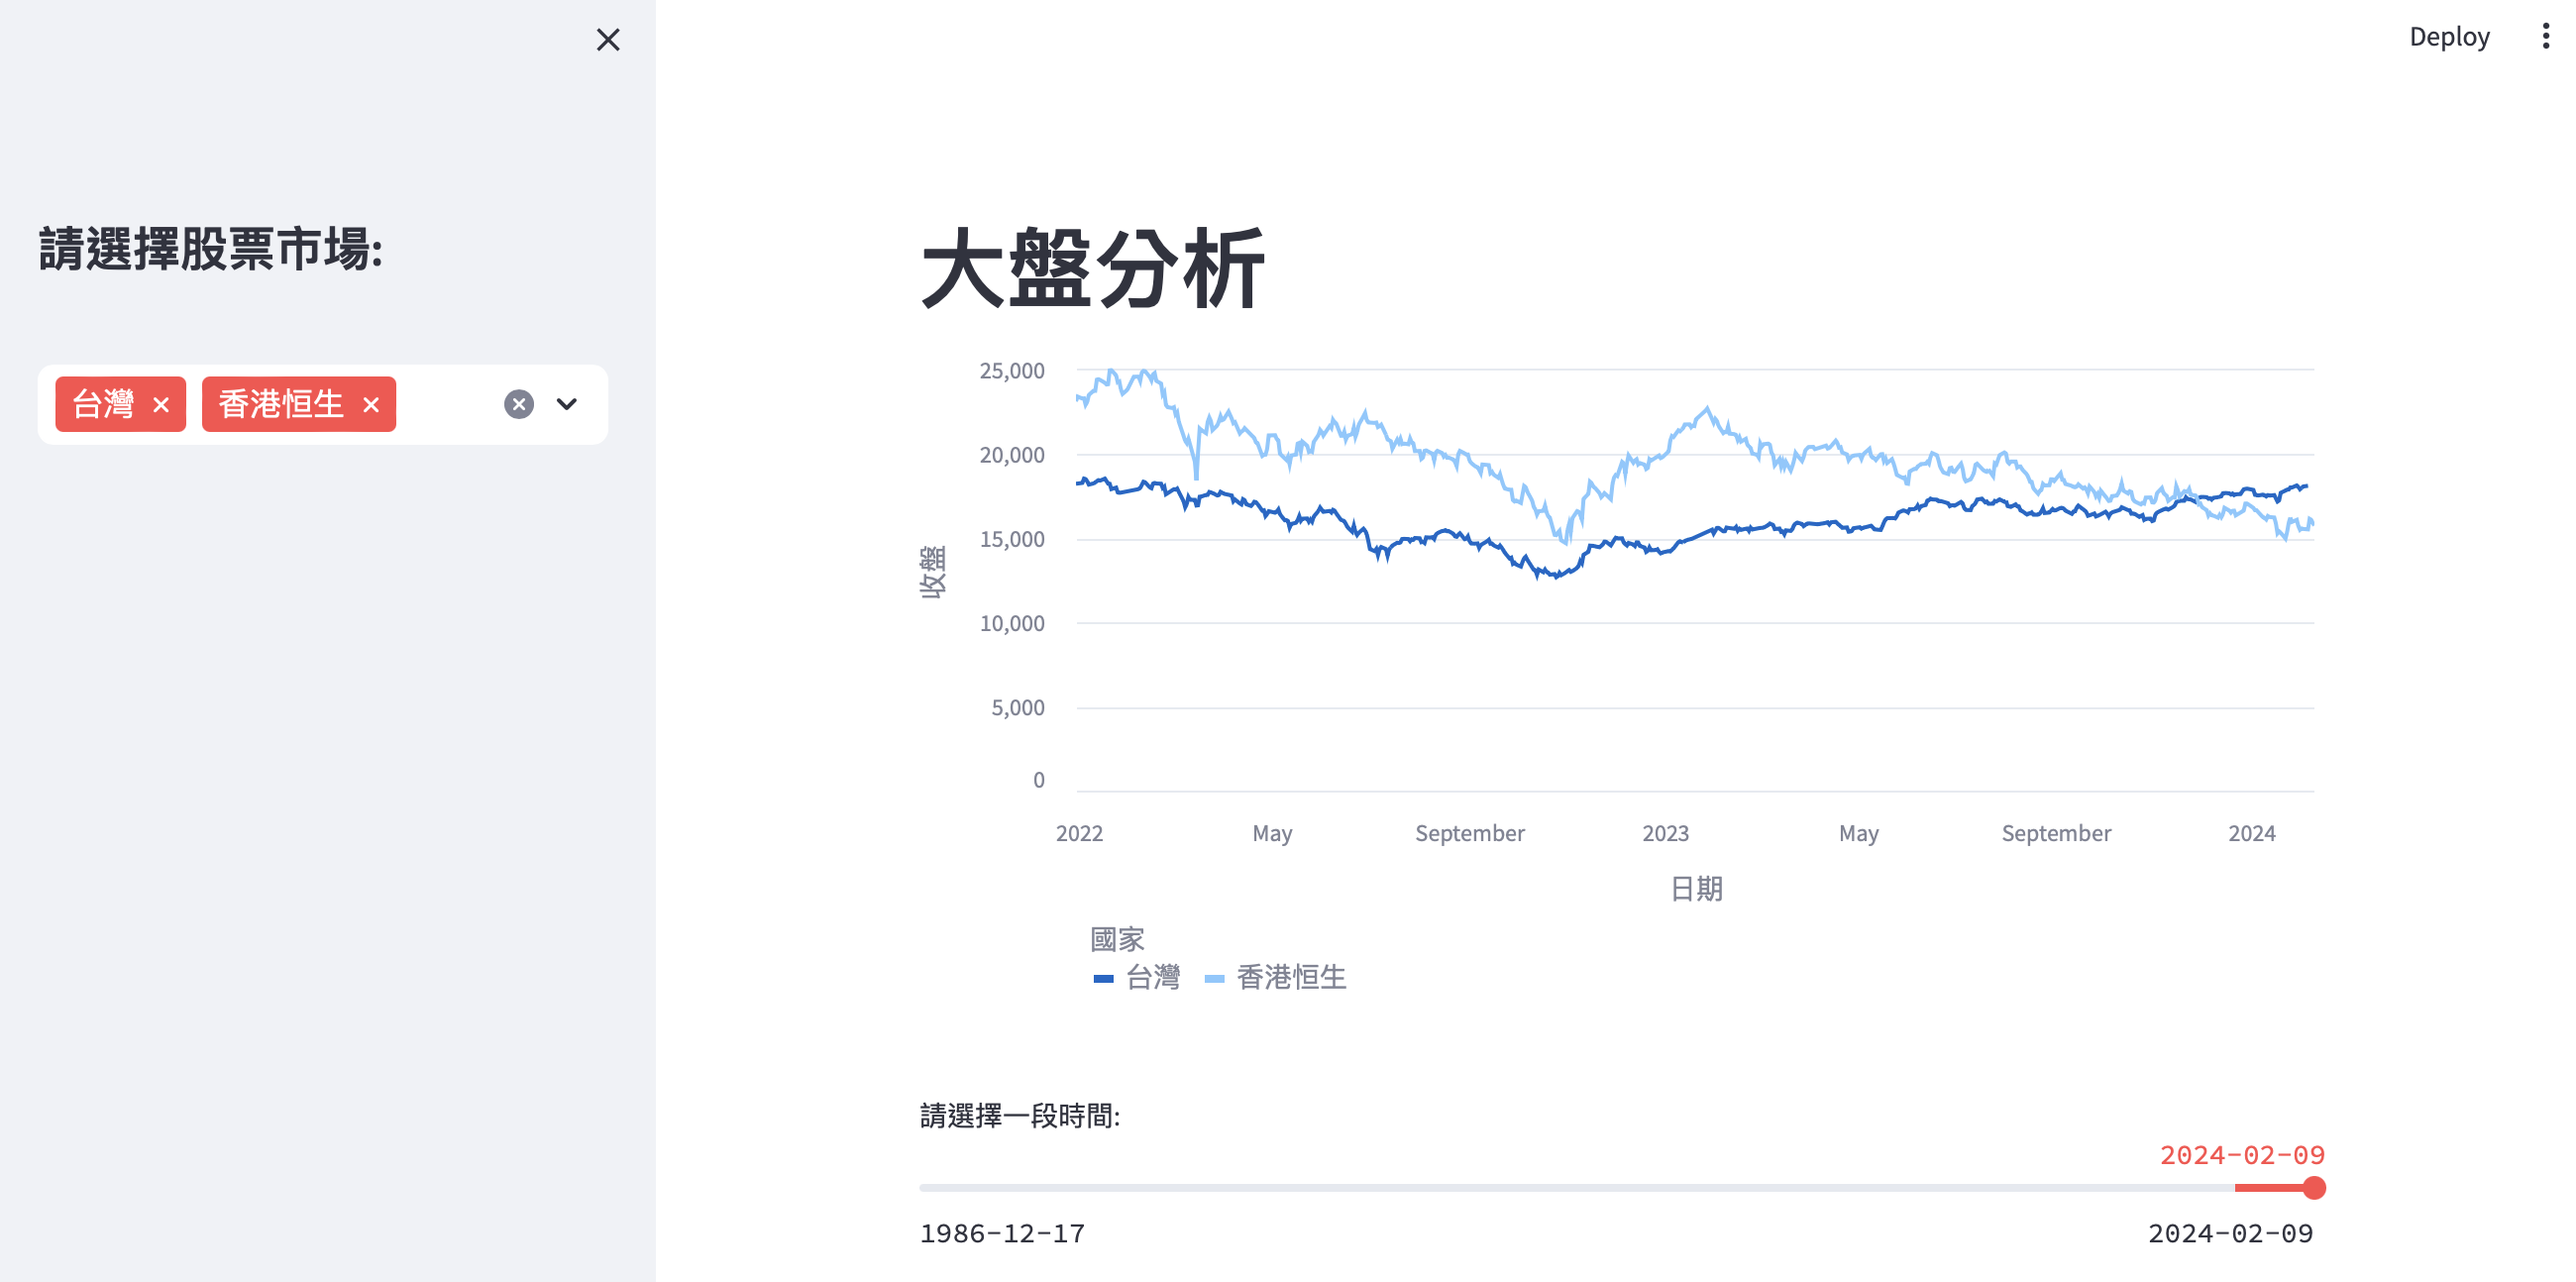 Deploy
請選擇股票市場:
台灣
香港恒生
大盤分析
25,000
20,000
15,000
10,000
5,000
0
收盤
2022 May September 2023 May September 2024
日期
國家
台灣 香港恒生
請選擇一段時間:
2024-02-09
1986-12-17 2024-02-09